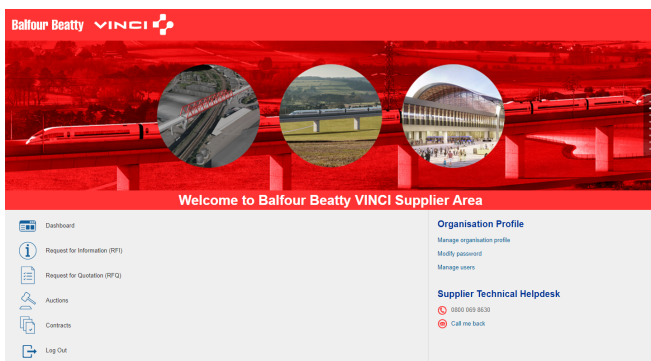 Balfour Beatty VINCI
Welcome to Balfour Beatty VINCI Supplier Area
Dashboard
Request for Information (RFI)
Request for Quotation (RFQ)
Auctions
Contracts
Log Out
Organisation Profile
Manage organisation profile
Modify password
Manage users
Supplier Technical Helpdesk
0800 069 8630
Call me back